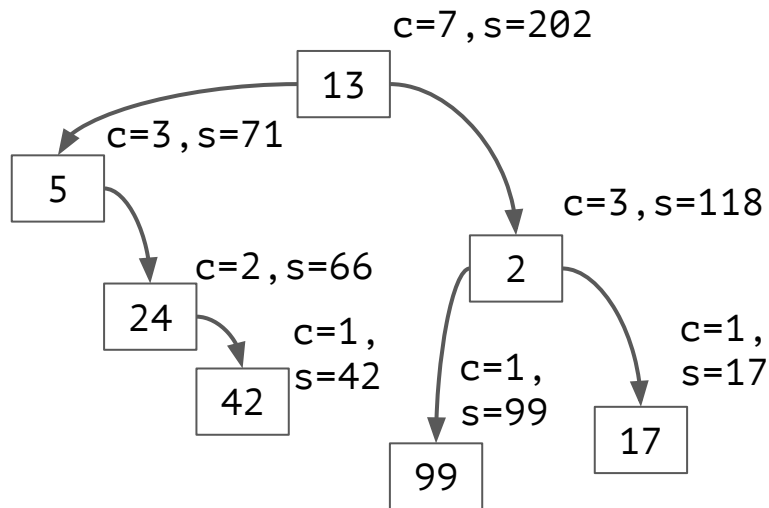 c=7,s=202
13
c=3,s=71
5
c=3,s=118
2
c=2,s=66
24
c=1,
s=42
42
c=1,
s=99
99
c=1,
s=17
17